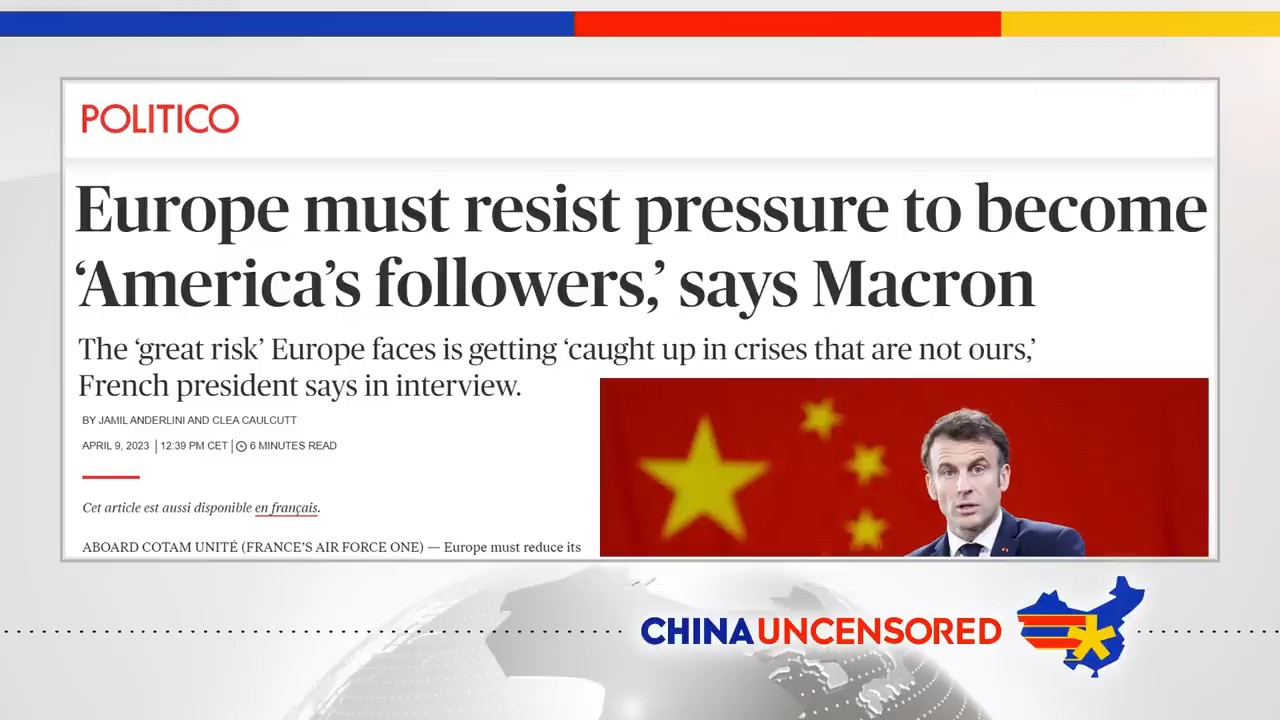 POLITICO
Europe must resist pressure to become
‘America’s followers,’ says Macron
The ‘great risk’ Europe faces is getting ‘caught up in crises that are not ours,’
French president says in interview.
BY JAMIL ANDERLINI AND CLEA CAULCUTT
APRIL 9, 2023 | 12:39 PM CET | 6 MINUTES READ
Cet article est aussi disponible en français.
ABOARD COTAM UNITÉ (FRANCE’S AIR FORCE ONE) — Europe must reduce its
CHINA UNCENSORED